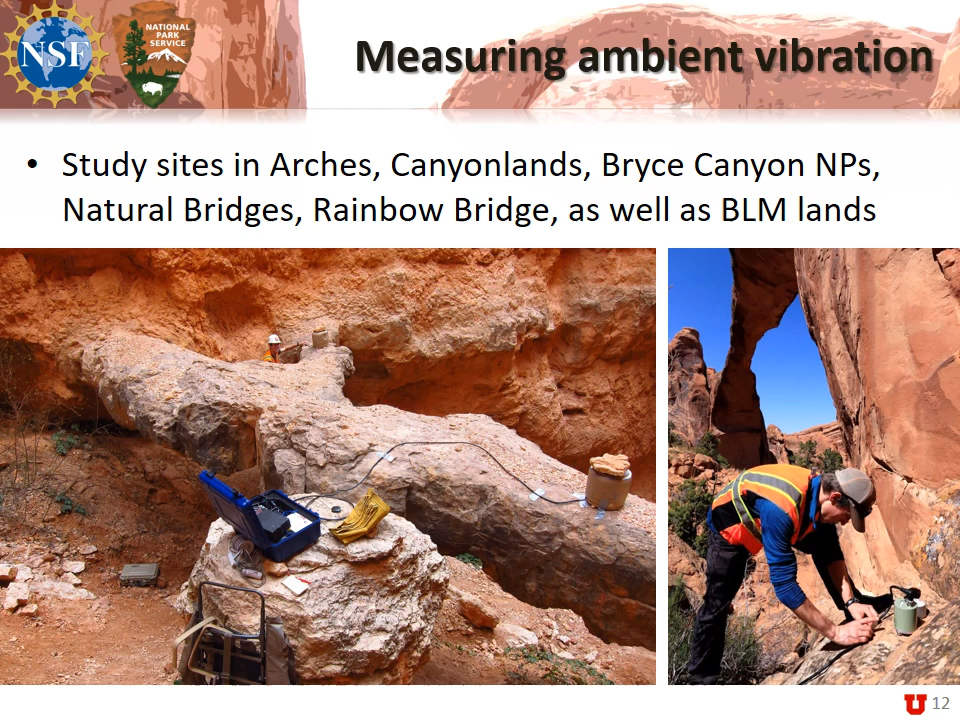 NSF
NATIONAL
PARK
SERVICE
Measuring ambient vibration
• Study sites in Arches, Canyonlands, Bryce Canyon NPs,
Natural Bridges, Rainbow Bridge, as well as BLM lands
U 12